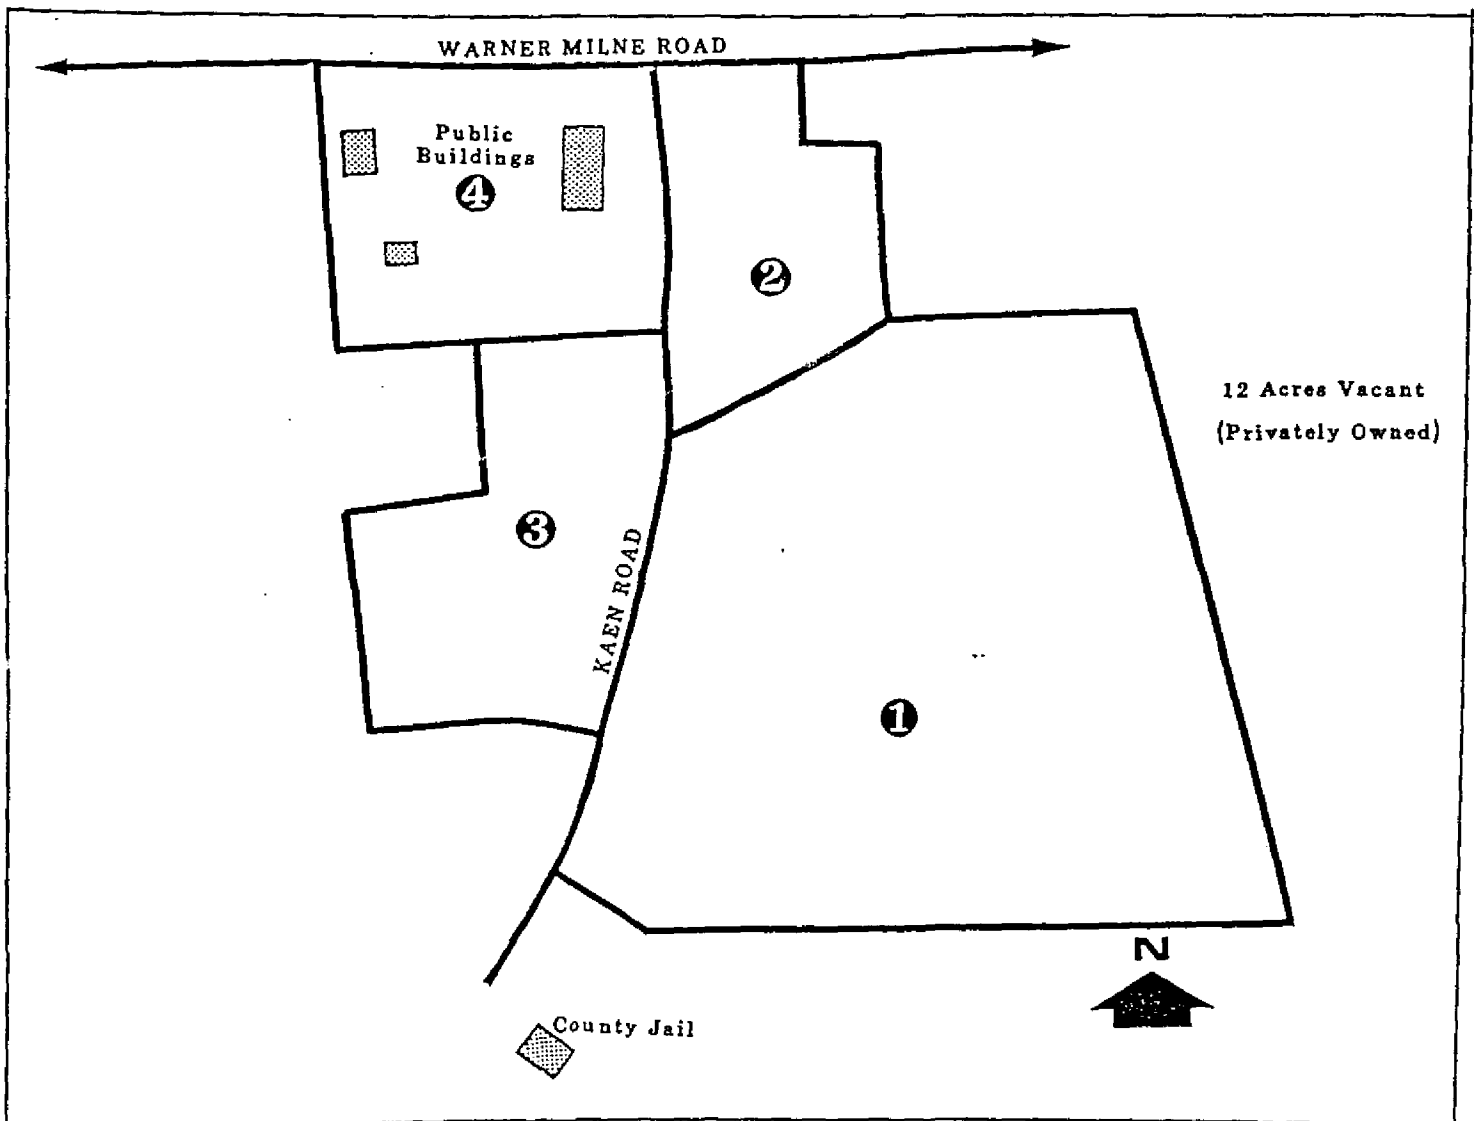 WARNER MILNE ROAD
Public
Buildings
4
2
12 Acres Vacant
(Privately Owned)
3
KAEN ROAD
1
N
County Jail